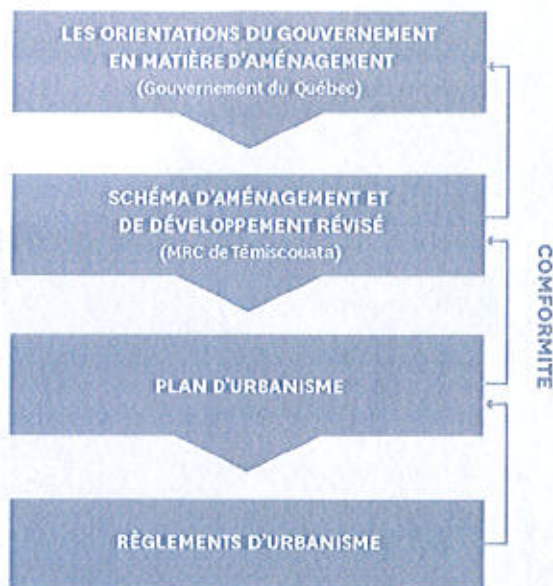 LES ORIENTATIONS DU GOUVERNEMENT
EN MATIÈRE D'AMÉNAGEMENT
(Gouvernement du Québec)
SCHÉMA D'AMÉNAGEMENT ET
DE DÉVELOPPEMENT RÉVISÉ
(MRC de Témiscouata)
PLAN D'URBANISME
RÈGLEMENTS D'URBANISME
COMFORMITE